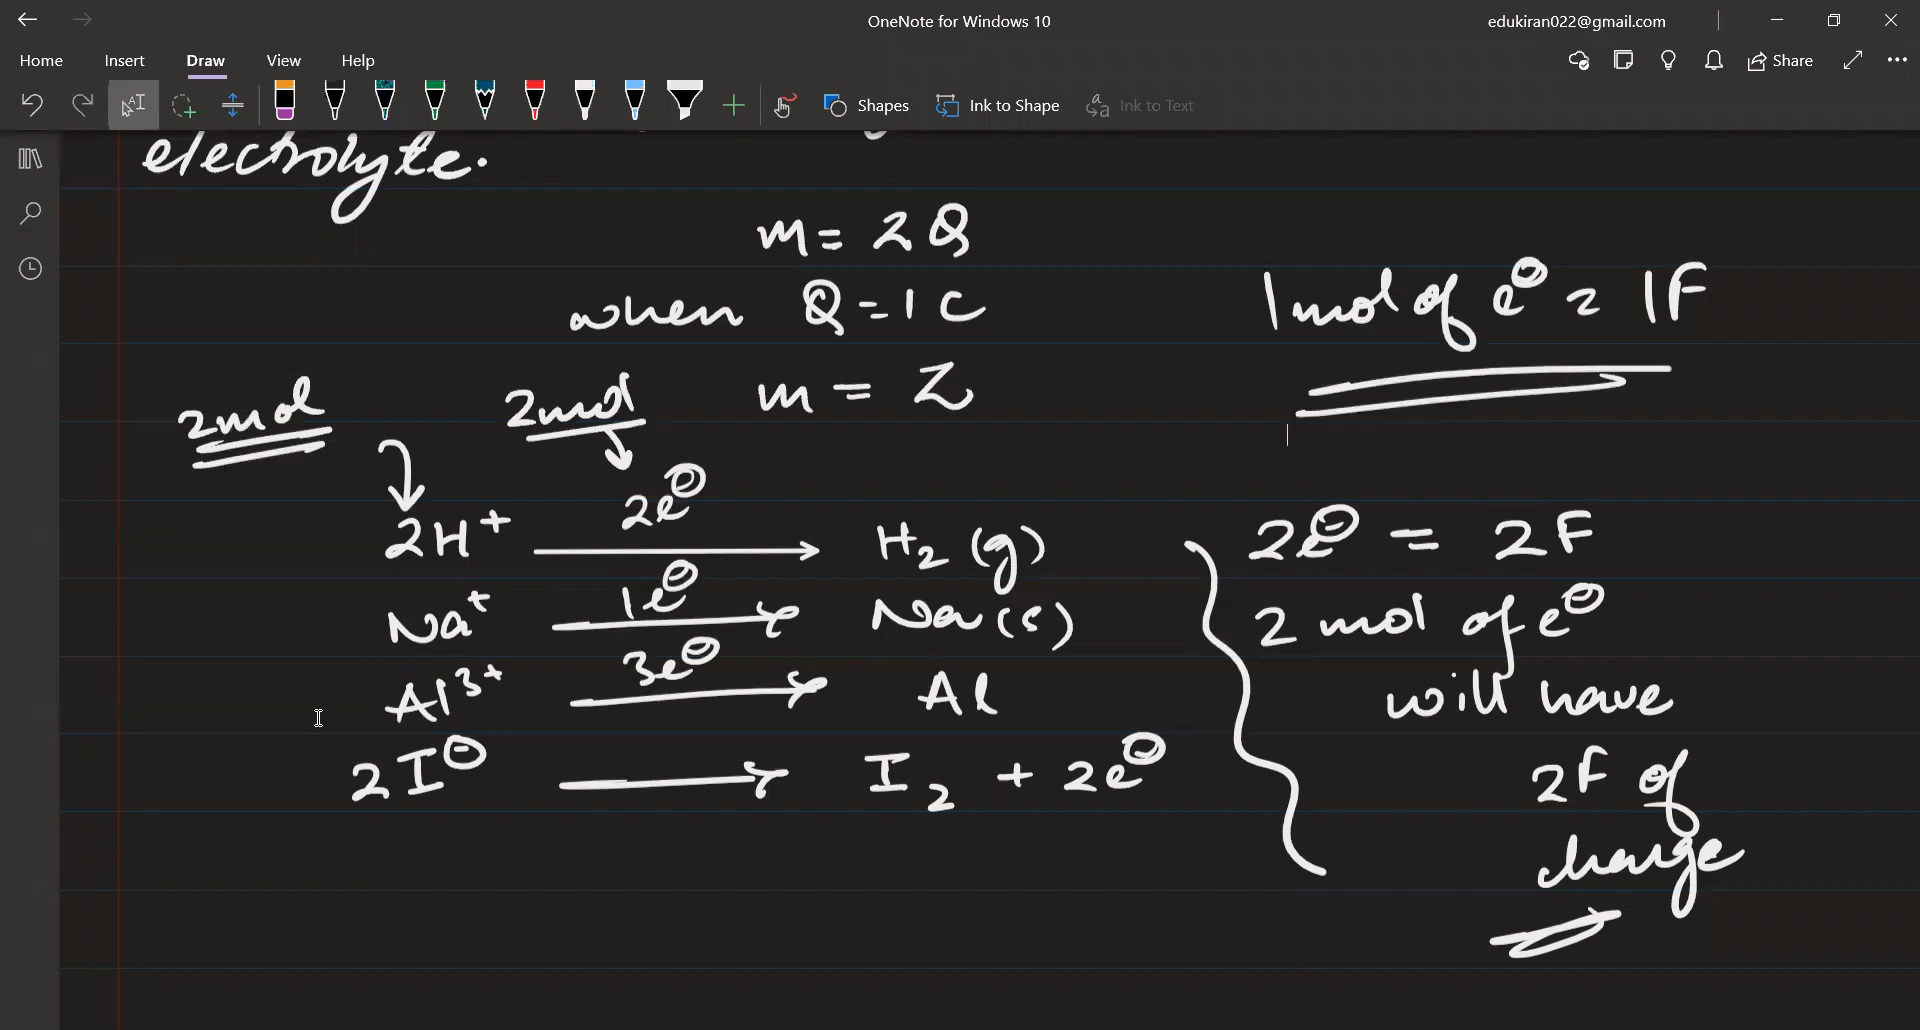 OneNote for Windows 10
edukiran022@gmail.com
Home Insert Draw View Help
Share
Shapes Ink to Shape Ink to Text
electrolyte.
m = ZQ
when Q = 1 C
1 mol of e⊖ = 1F
m = Z
2mol 2mol
2H⁺ 2e⊖ → H₂ (g)
Na⁺ 1e⊖ → Na (s)
Al³⁺ 3e⊖ → Al
2I⊖ → I₂ + 2e⊖
2e⊖ = 2F
2 mol of e⊖
will have
2F of
charge